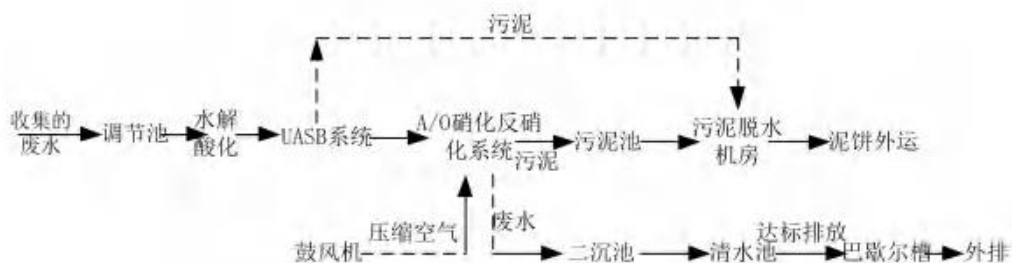 污泥
收集的
废水
调节池
水解
酸化
UASB系统
A/O硝化反硝
化系统
污泥
污泥池
污泥脱水
机房
泥饼外运
鼓风机
压缩空气
废水
二沉池
清水池
达标排放
巴歇尔槽
外排